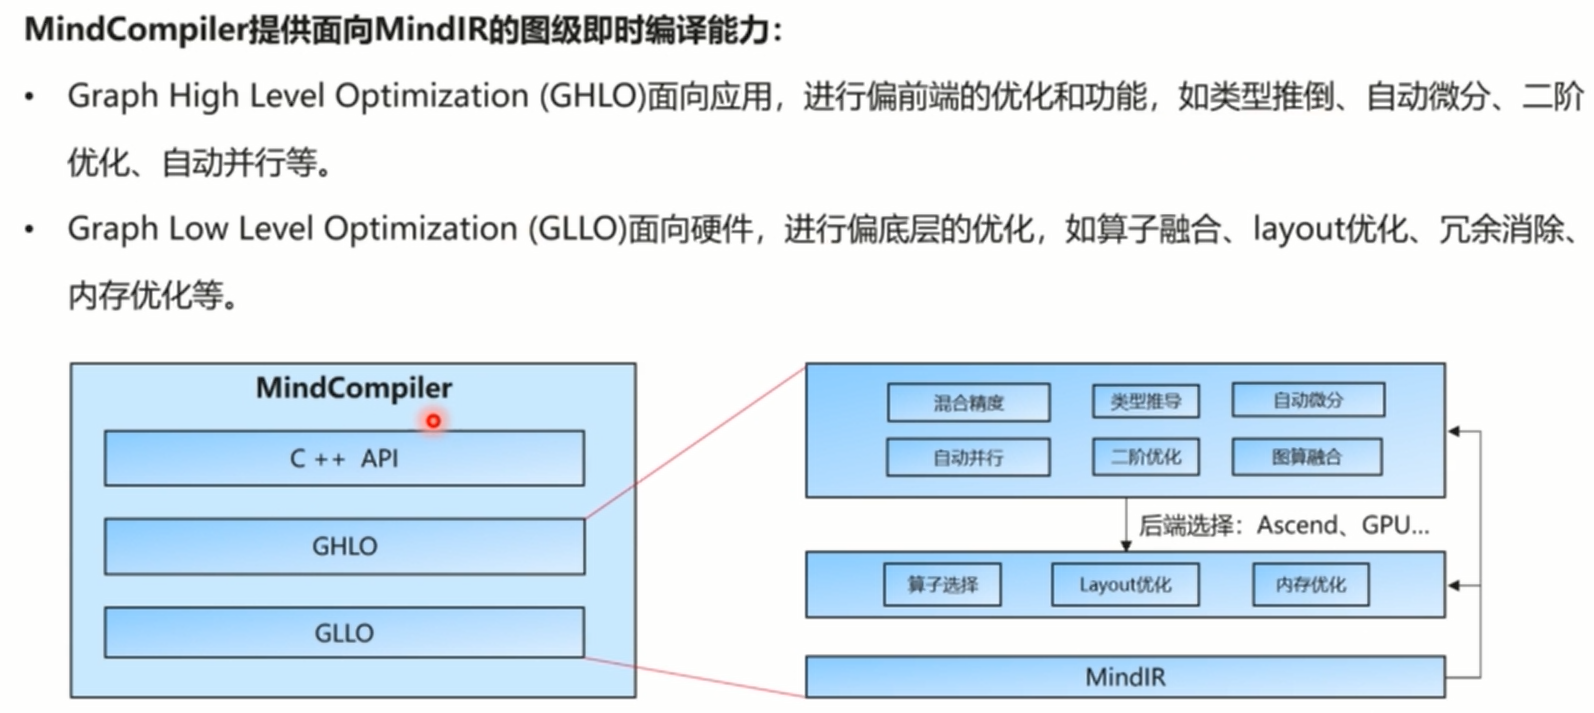 MindCompiler提供面向MindIR的图级即时编译能力：
• Graph High Level Optimization (GHLO)面向应用，进行偏前端的优化和功能，如类型推倒、自动微分、二阶
优化、自动并行等。
• Graph Low Level Optimization (GLLO)面向硬件，进行偏底层的优化，如算子融合、layout优化、冗余消除、
内存优化等。
MindCompiler
C ++ API
GHLO
GLLO
混合精度 类型推导 自动微分
自动并行 二阶优化 图算融合
后端选择：Ascend、GPU...
算子选择 Layout优化 内存优化
MindIR